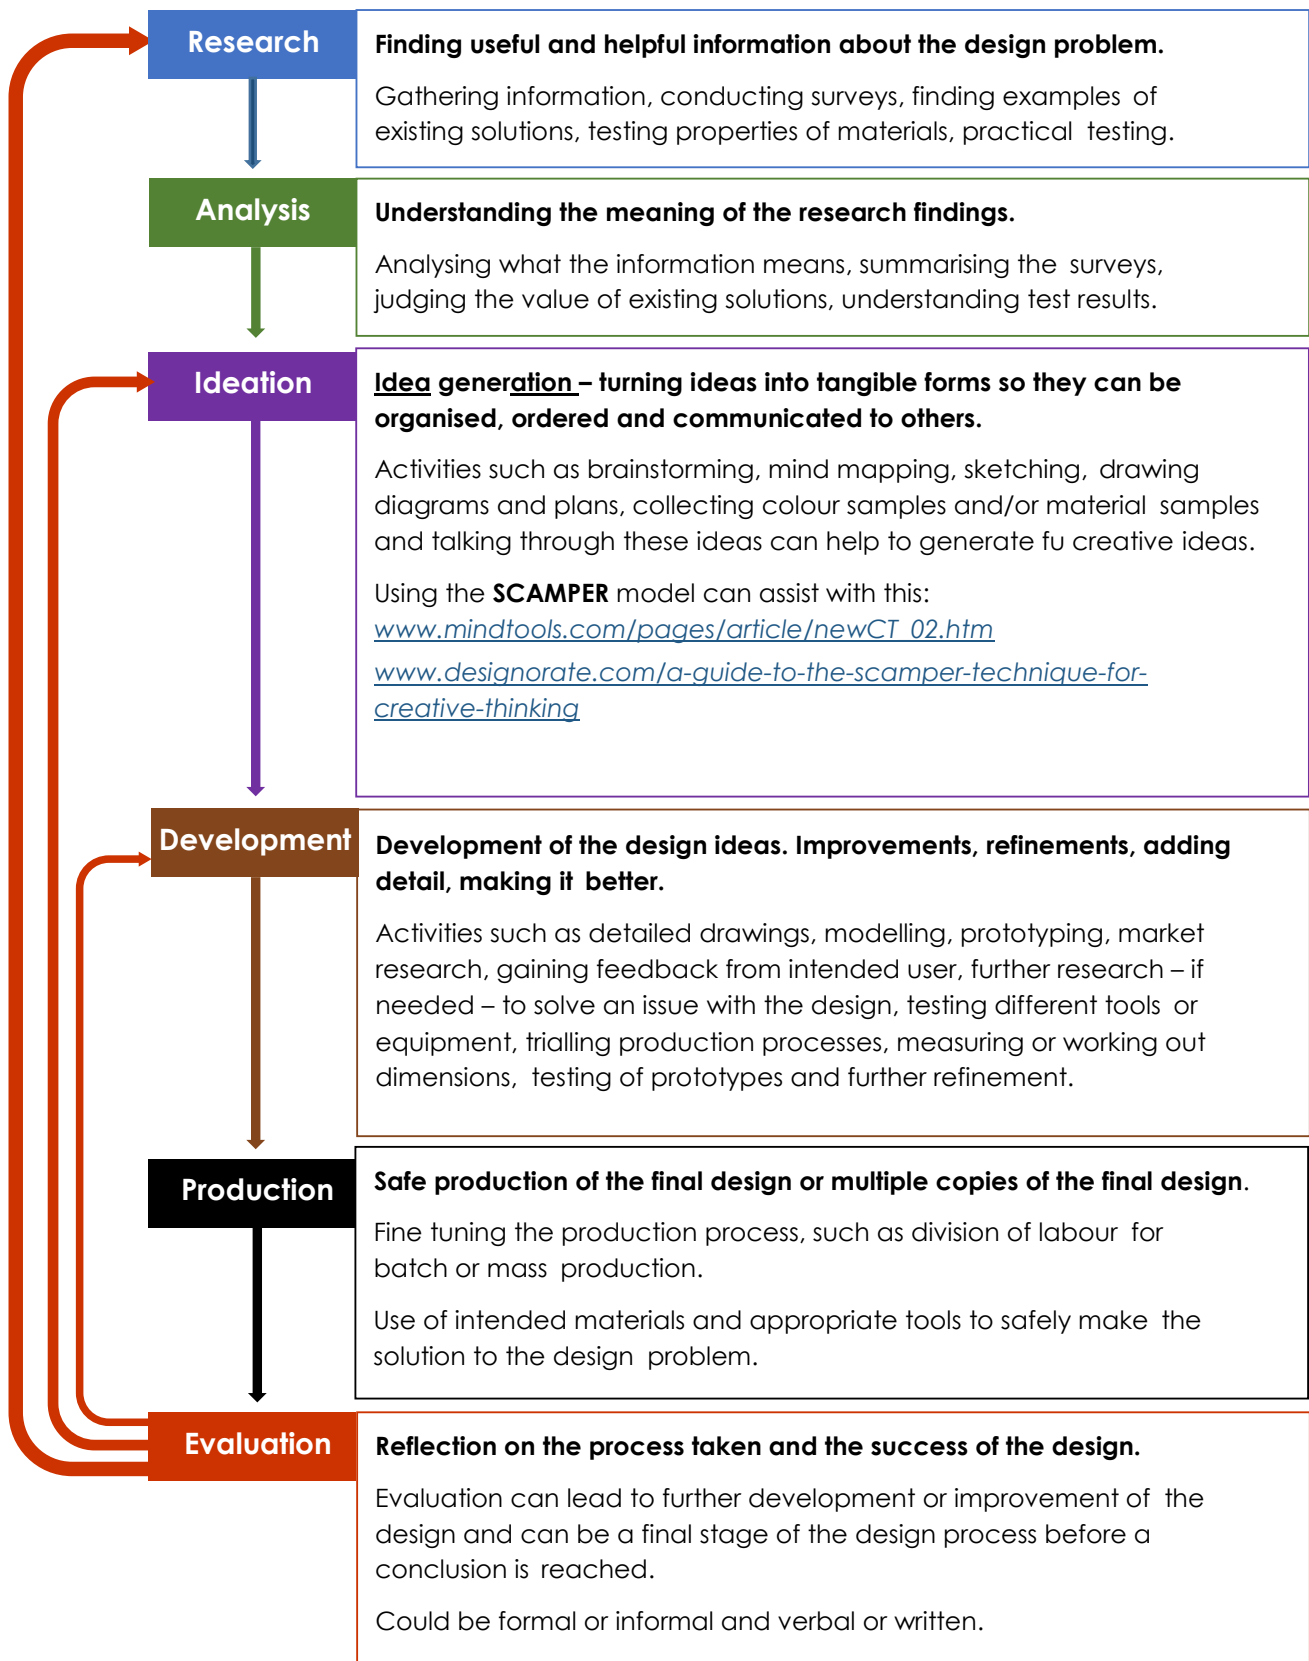 Research
Finding useful and helpful information about the design problem.
Gathering information, conducting surveys, finding examples of
existing solutions, testing properties of materials, practical testing.
Analysis
Understanding the meaning of the research findings.
Analysing what the information means, summarising the surveys,
judging the value of existing solutions, understanding test results.
Ideation
Idea generation – turning ideas into tangible forms so they can be
organised, ordered and communicated to others.
Activities such as brainstorming, mind mapping, sketching, drawing
diagrams and plans, collecting colour samples and/or material samples
and talking through these ideas can help to generate fu creative ideas.
Using the SCAMPER model can assist with this:
www.mindtools.com/pages/article/newCT_02.htm
www.designorate.com/a-guide-to-the-scamper-technique-for-
creative-thinking
Development
Development of the design ideas. Improvements, refinements, adding
detail, making it better.
Activities such as detailed drawings, modelling, prototyping, market
research, gaining feedback from intended user, further research – if
needed – to solve an issue with the design, testing different tools or
equipment, trialling production processes, measuring or working out
dimensions, testing of prototypes and further refinement.
Production
Safe production of the final design or multiple copies of the final design.
Fine tuning the production process, such as division of labour for
batch or mass production.
Use of intended materials and appropriate tools to safely make the
solution to the design problem.
Evaluation
Reflection on the process taken and the success of the design.
Evaluation can lead to further development or improvement of the
design and can be a final stage of the design process before a
conclusion is reached.
Could be formal or informal and verbal or written.